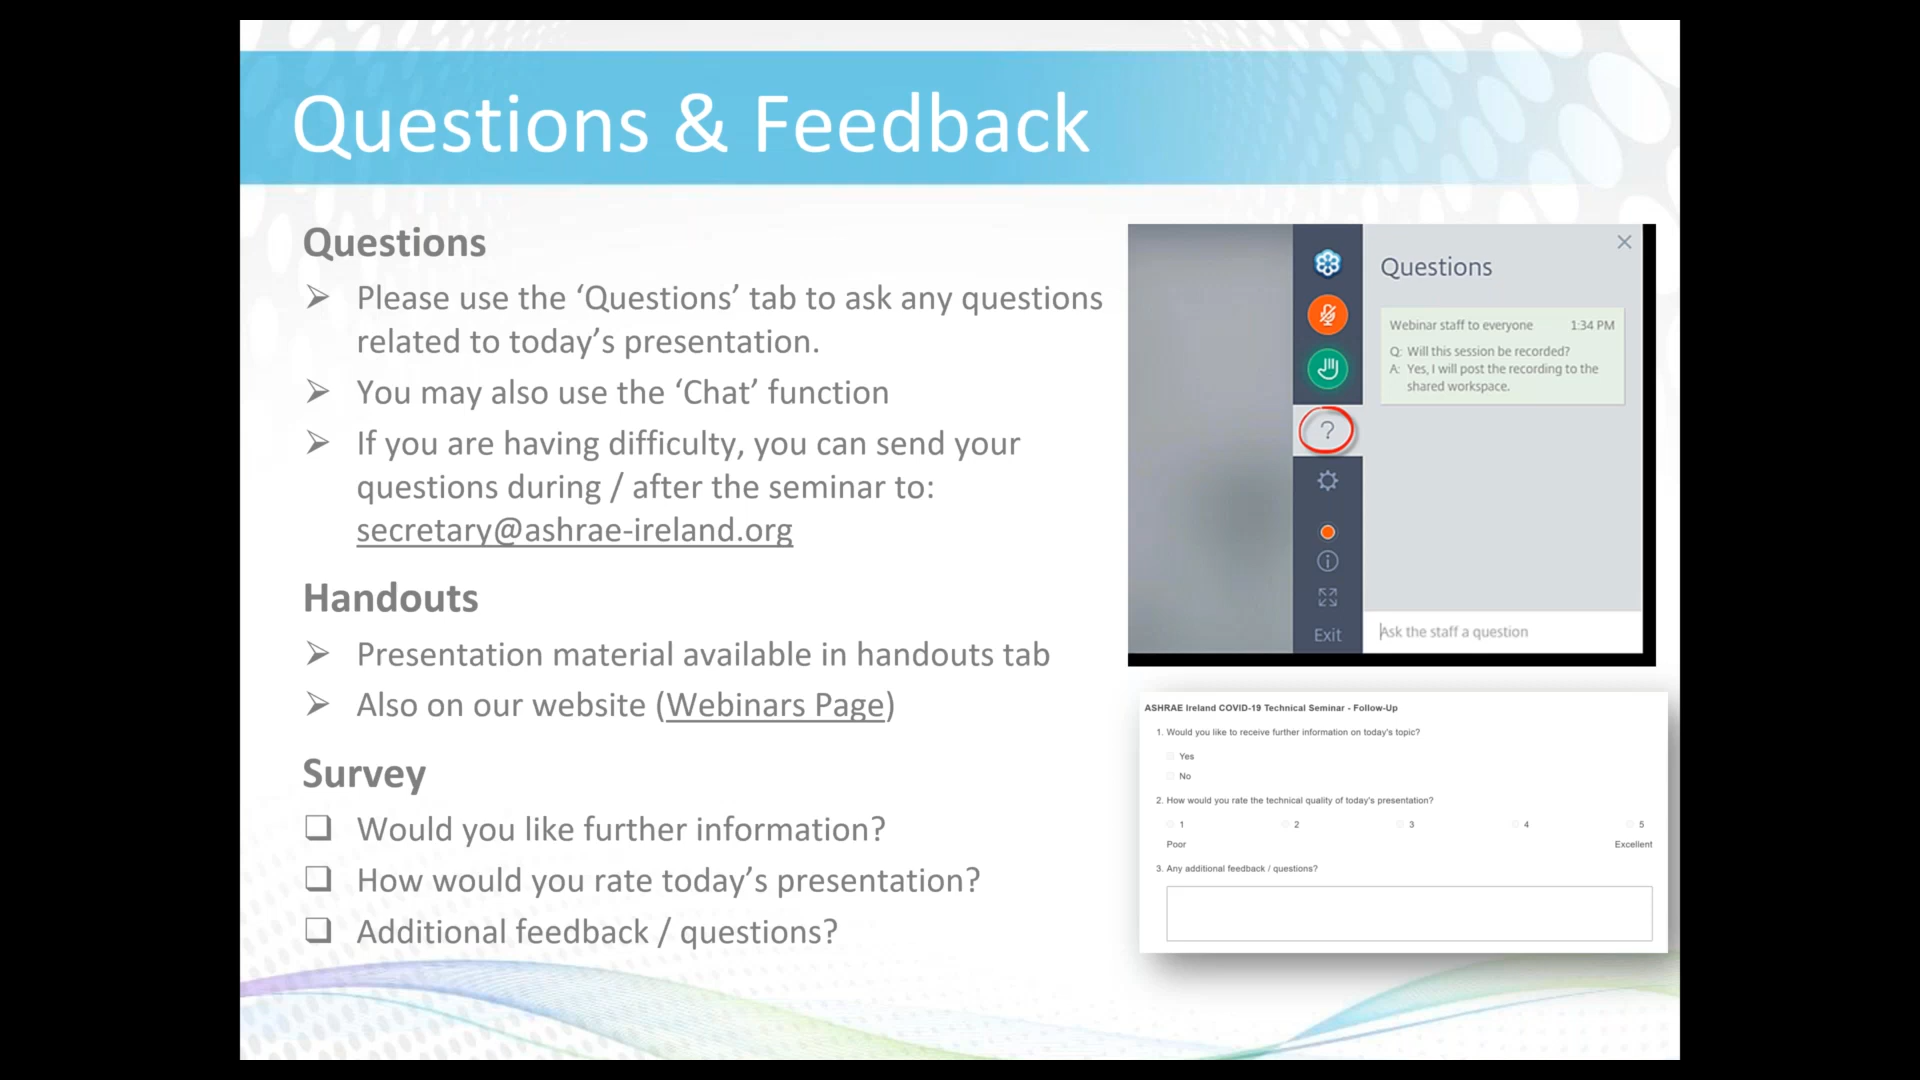 Questions & Feedback
Questions
➢ Please use the ‘Questions’ tab to ask any questions
related to today’s presentation.
➢ You may also use the ‘Chat’ function
➢ If you are having difficulty, you can send your
questions during / after the seminar to:
secretary@ashrae-ireland.org
Handouts
➢ Presentation material available in handouts tab
➢ Also on our website (Webinars Page)
Survey
❑ Would you like further information?
❑ How would you rate today’s presentation?
❑ Additional feedback / questions?
Questions
Webinar staff to everyone 1:34 PM
Q: Will this session be recorded?
A: Yes, I will post the recording to the
shared workspace.
?
Exit
Ask the staff a question
ASHRAE Ireland COVID-19 Technical Seminar - Follow-Up
1. Would you like to receive further information on today's topic?
Yes
No
2. How would you rate the technical quality of today's presentation?
1 2 3 4 5
Poor Excellent
3. Any additional feedback / questions?